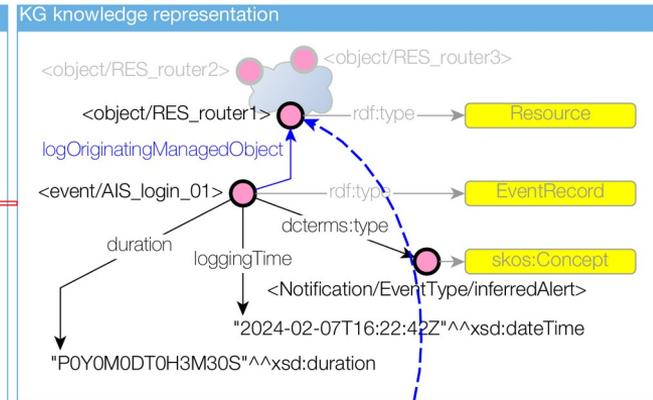 KG knowledge representation
<object/RES_router2>
<object/RES_router3>
<object/RES_router1>
rdf:type
Resource
logOriginatingManagedObject
<event/AIS_login_01>
rdf:type
EventRecord
dcterms:type
duration
loggingTime
skos:Concept
<Notification/EventType/inferredAlert>
"2024-02-07T16:22:42Z"^^xsd:dateTime
"P0Y0M0DT0H3M30S"^^xsd:duration